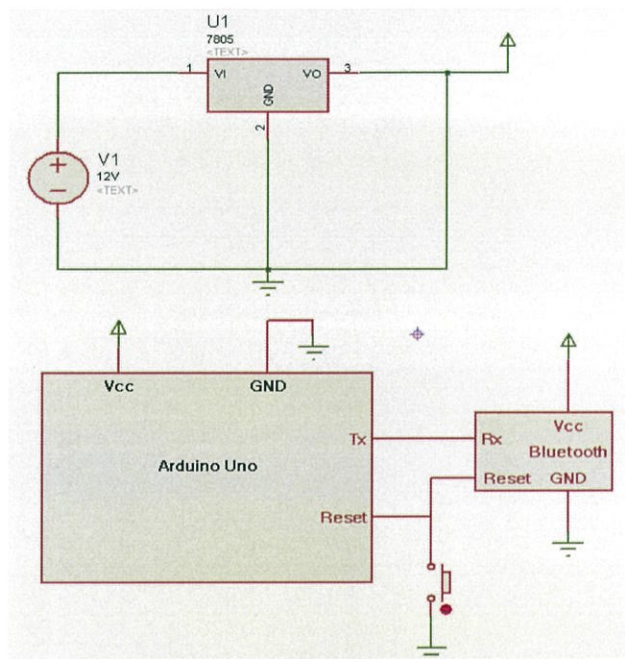 U1
7805
<TEXT>
1
VI
VO
3
GND
2
V1
12V
<TEXT>
Vcc
GND
Tx
Arduino Uno
Reset
Vcc
Rx
Bluetooth
Reset
GND